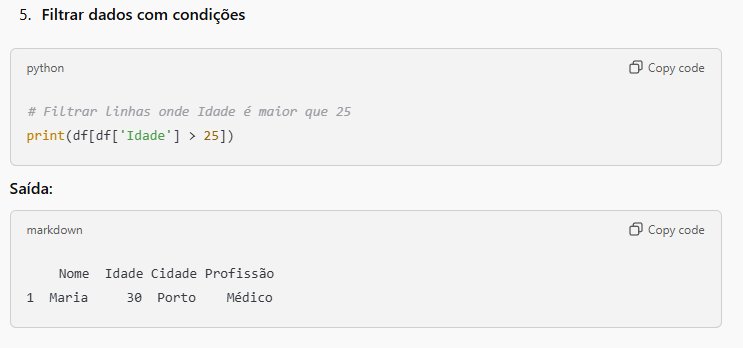 5. Filtrar dados com condições
python Copy code
# Filtrar linhas onde Idade é maior que 25
print(df[df['Idade'] > 25])
Saída:
markdown Copy code
Nome Idade Cidade Profissão
1 Maria 30 Porto Médico